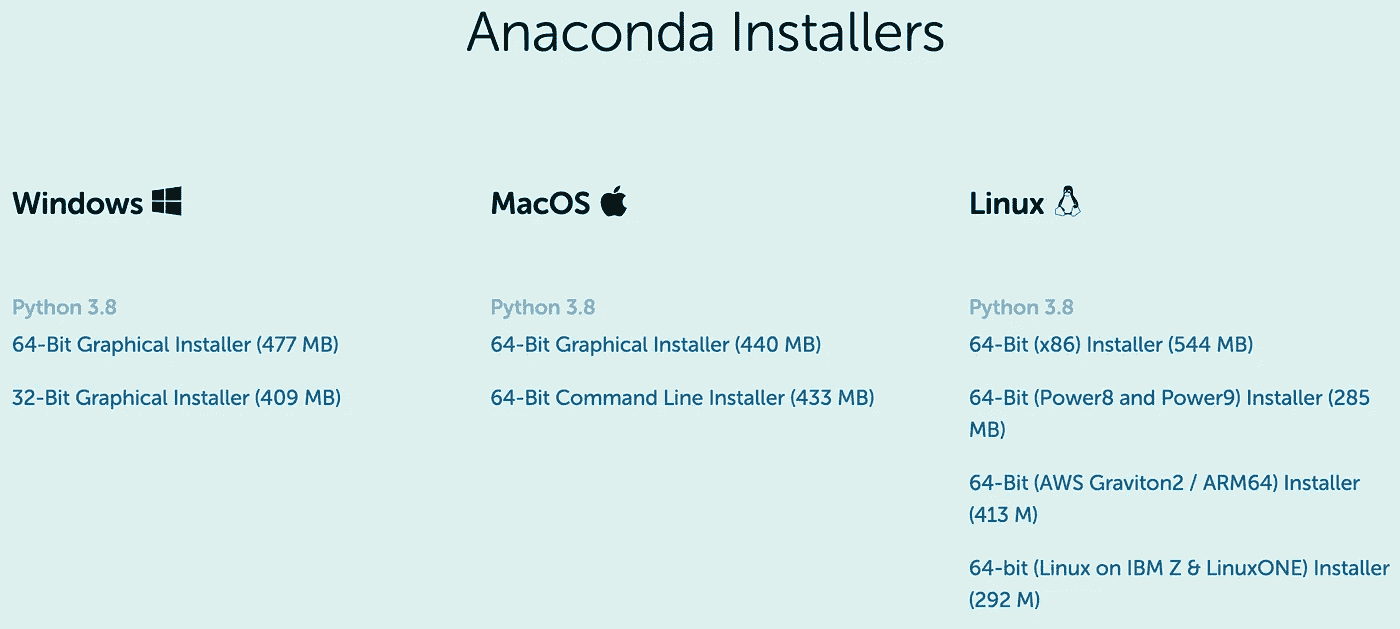 Anaconda Installers
Windows
Python 3.8
64-Bit Graphical Installer (477 MB)
32-Bit Graphical Installer (409 MB)
MacOS
Python 3.8
64-Bit Graphical Installer (440 MB)
64-Bit Command Line Installer (433 MB)
Linux
Python 3.8
64-Bit (x86) Installer (544 MB)
64-Bit (Power8 and Power9) Installer (285
MB)
64-Bit (AWS Graviton2 / ARM64) Installer
(413 M)
64-bit (Linux on IBM Z & LinuxONE) Installer
(292 M)